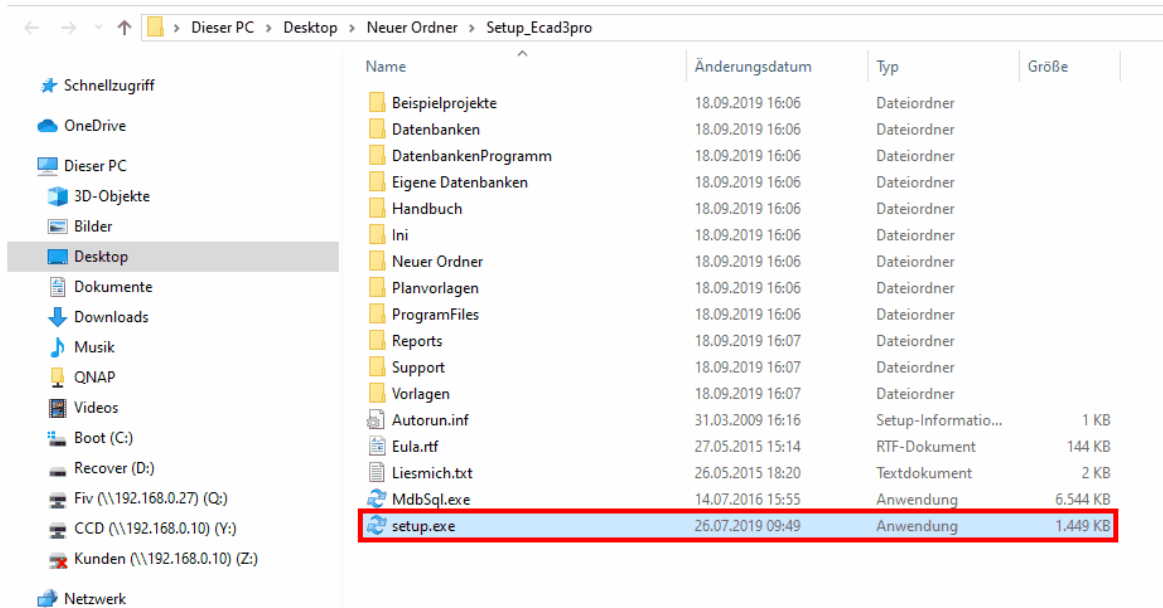 Dieser PC > Desktop > Neuer Ordner > Setup_Ecad3pro
Schnellzugriff
OneDrive
Dieser PC
3D-Objekte
Bilder
Desktop
Dokumente
Downloads
Musik
QNAP
Videos
Boot (C:)
Recover (D:)
Fiv (\\192.168.0.27) (Q:)
CCD (\\192.168.0.10) (Y:)
Kunden (\\192.168.0.10) (Z:)
Netzwerk
Name Änderungsdatum Typ Größe
Beispielprojekte 18.09.2019 16:06 Dateiordner
Datenbanken 18.09.2019 16:06 Dateiordner
DatenbankenProgramm 18.09.2019 16:06 Dateiordner
Eigene Datenbanken 18.09.2019 16:06 Dateiordner
Handbuch 18.09.2019 16:06 Dateiordner
Ini 18.09.2019 16:06 Dateiordner
Neuer Ordner 18.09.2019 16:06 Dateiordner
Planvorlagen 18.09.2019 16:06 Dateiordner
ProgramFiles 18.09.2019 16:06 Dateiordner
Reports 18.09.2019 16:07 Dateiordner
Support 18.09.2019 16:07 Dateiordner
Vorlagen 18.09.2019 16:07 Dateiordner
Autorun.inf 31.03.2009 16:16 Setup-Informatio... 1 KB
Eula.rtf 27.05.2015 15:14 RTF-Dokument 144 KB
Liesmich.txt 26.05.2015 18:20 Textdokument 2 KB
MdbSql.exe 14.07.2016 15:55 Anwendung 6.544 KB
setup.exe 26.07.2019 09:49 Anwendung 1.449 KB